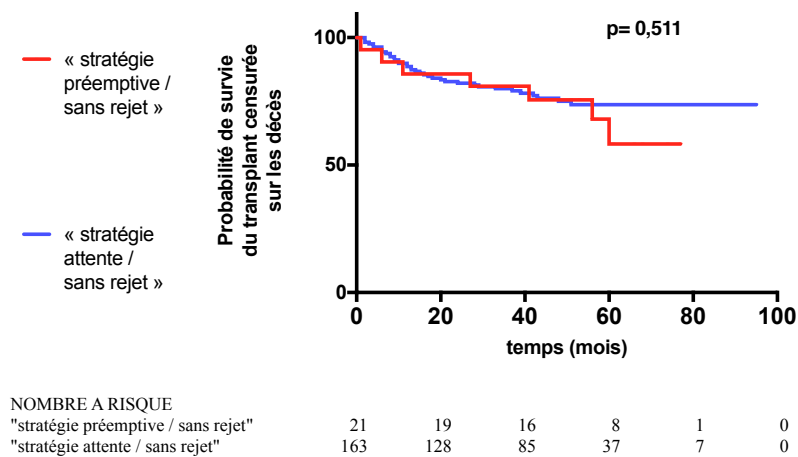 « stratégie
préemptive /
sans rejet »
« stratégie
attente /
sans rejet »
Probabilité de survie
du transplant censurée
sur les décès
p= 0,511
100
50
0
0 20 40 60 80 100
temps (mois)
NOMBRE A RISQUE
"stratégie préemptive / sans rejet" 21 19 16 8 1 0
"stratégie attente / sans rejet" 163 128 85 37 7 0